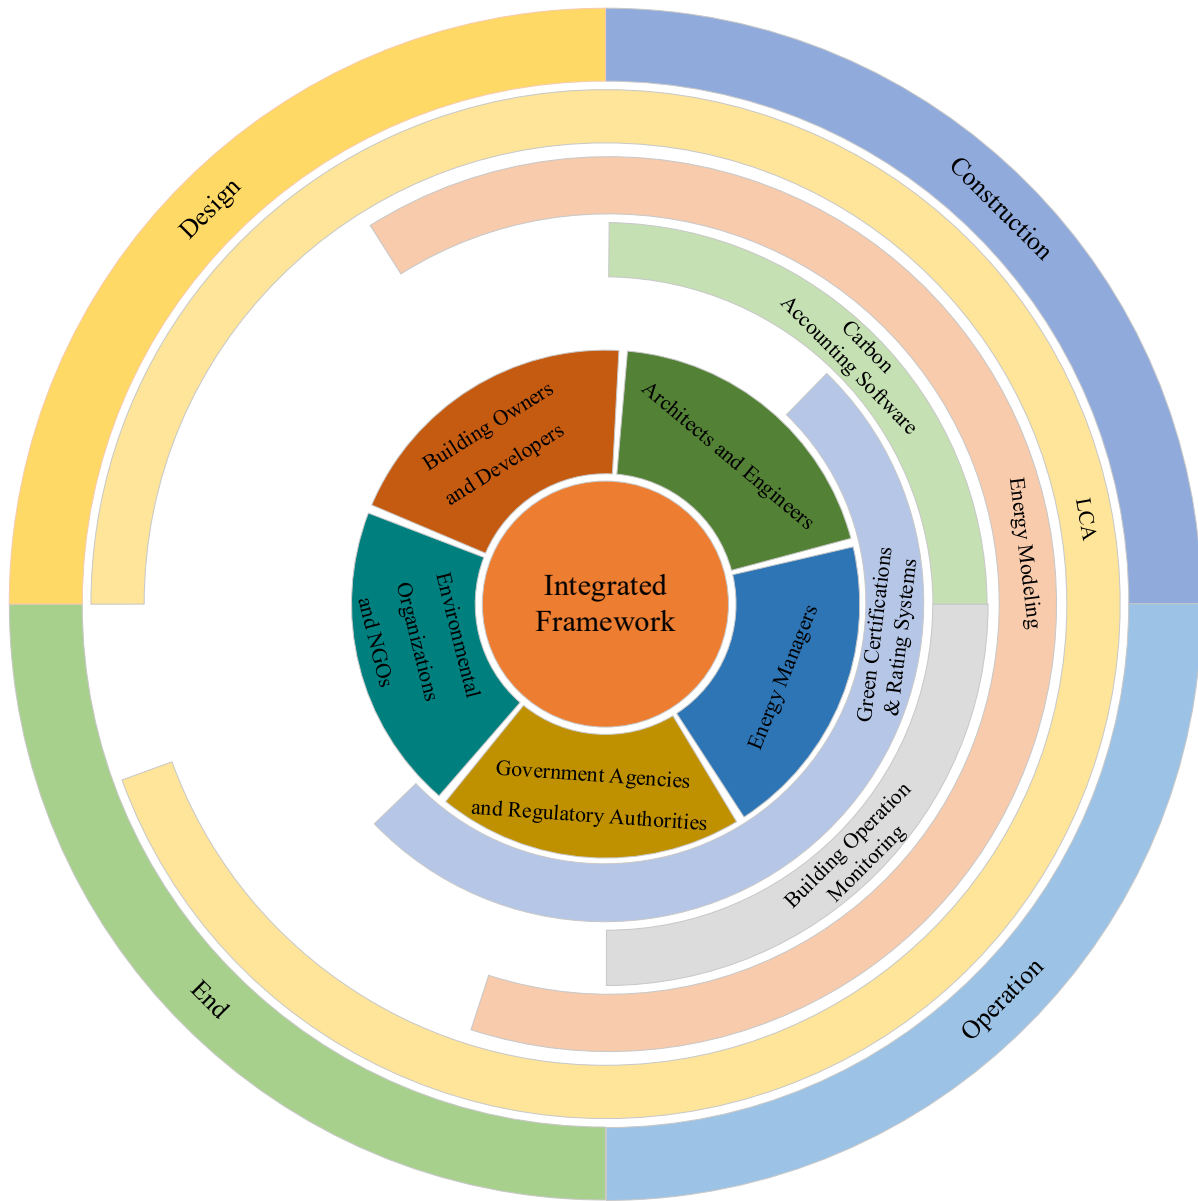 Design
Construction
Carbon
Accounting Software
Building Owners
and Developers
Architects and Engineers
LCA
Energy Modeling
Green Certifications
& Rating Systems
Integrated
Framework
Environmental
Organizations
and NGOs
Energy Managers
Government Agencies
and Regulatory Authorities
Building Operation
Monitoring
End
Operation